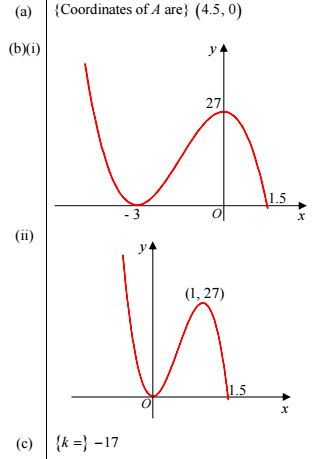 (a) {Coordinates of A are} (4.5, 0)
(b)(i)
y
27
1.5
- 3
O
x
(ii)
y
(1, 27)
1.5
O
x
(c) {k =} −17